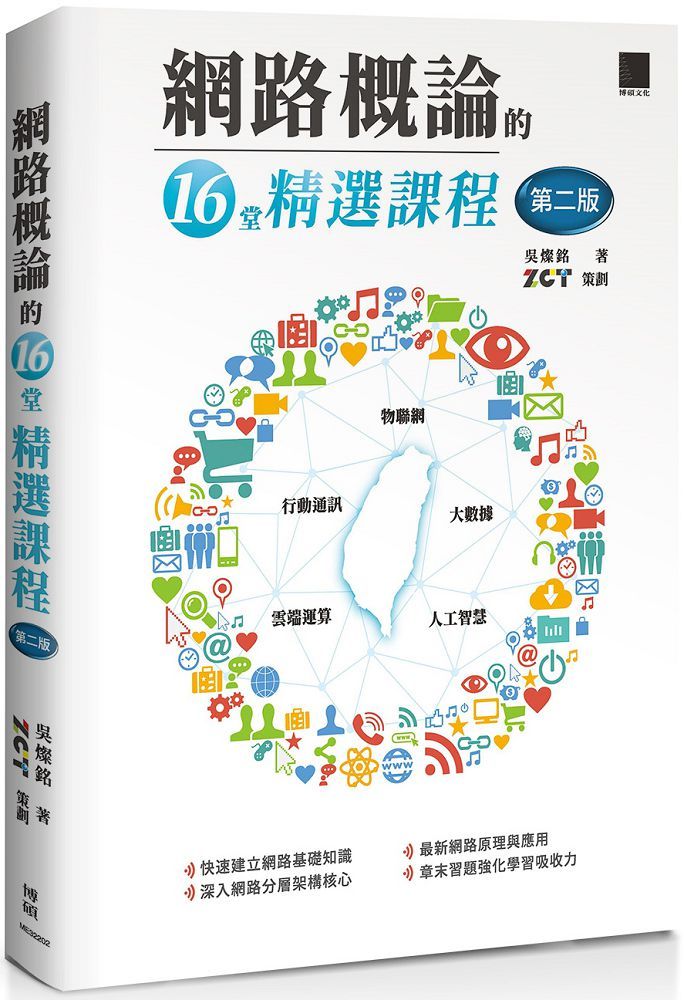 網路概論的
16堂精選課程
第二版
博碩文化
吳燦銘 著
ZCT 策劃
物聯網
行動通訊
大數據
雲端運算
人工智慧
快速建立網路基礎知識
深入網路分層架構核心
最新網路原理與應用
章末習題強化學習吸收力
網路概論的16堂精選課程
第二版
吳燦銘 著
ZCT 策劃
博碩
ME32202